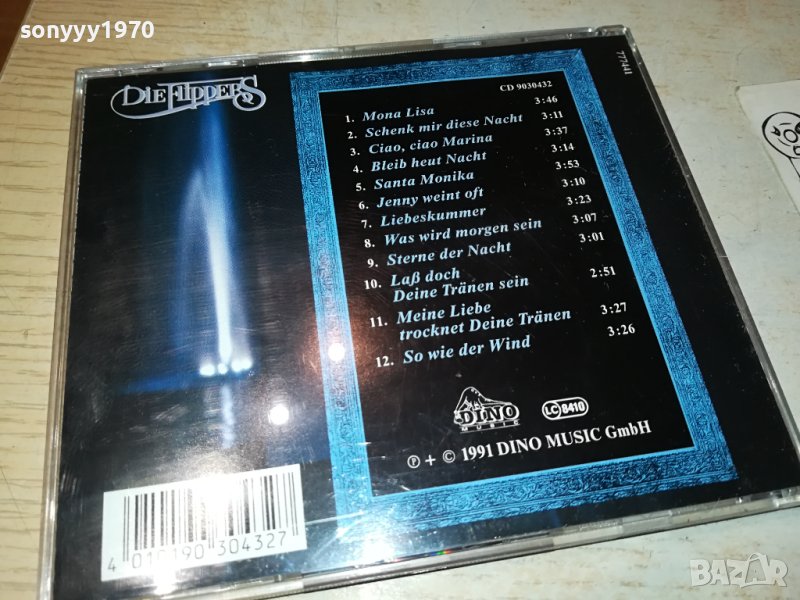 sonyyy1970
DIE FLIPPERS
777441
CD 9030432
1. Mona Lisa 3:46
2. Schenk mir diese Nacht 3:11
3. Ciao, ciao Marina 3:37
4. Bleib heut Nacht 3:14
5. Santa Monika 3:53
6. Jenny weint oft 3:10
7. Liebeskummer 3:23
8. Was wird morgen sein 3:07
9. Sterne der Nacht 3:01
10. Laß doch
Deine Tränen sein 2:51
11. Meine Liebe
trocknet Deine Tränen 3:27
12. So wie der Wind 3:26
DINO
MUSIC
LC 8410
℗ + © 1991 DINO MUSIC GmbH
BAZAR